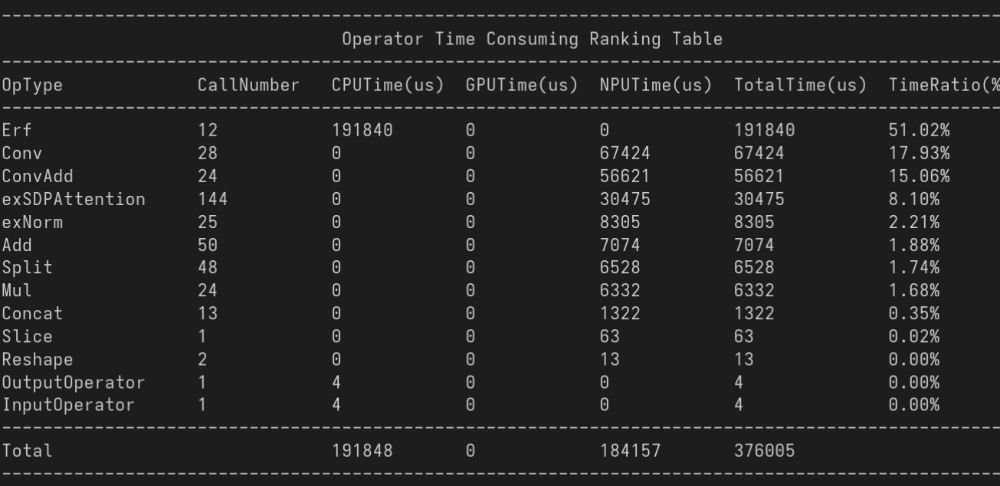 Operator Time Consuming Ranking Table
OpType CallNumber CPUTime(us) GPUTime(us) NPUTime(us) TotalTime(us) TimeRatio(%
Erf 12 191840 0 0 191840 51.02%
Conv 28 0 0 67424 67424 17.93%
ConvAdd 24 0 0 56621 56621 15.06%
exSDPAttention 144 0 0 30475 30475 8.10%
exNorm 25 0 0 8305 8305 2.21%
Add 50 0 0 7074 7074 1.88%
Split 48 0 0 6528 6528 1.74%
Mul 24 0 0 6332 6332 1.68%
Concat 13 0 0 1322 1322 0.35%
Slice 1 0 0 63 63 0.02%
Reshape 2 0 0 13 13 0.00%
OutputOperator 1 4 0 0 4 0.00%
InputOperator 1 4 0 0 4 0.00%
Total 191848 0 184157 376005